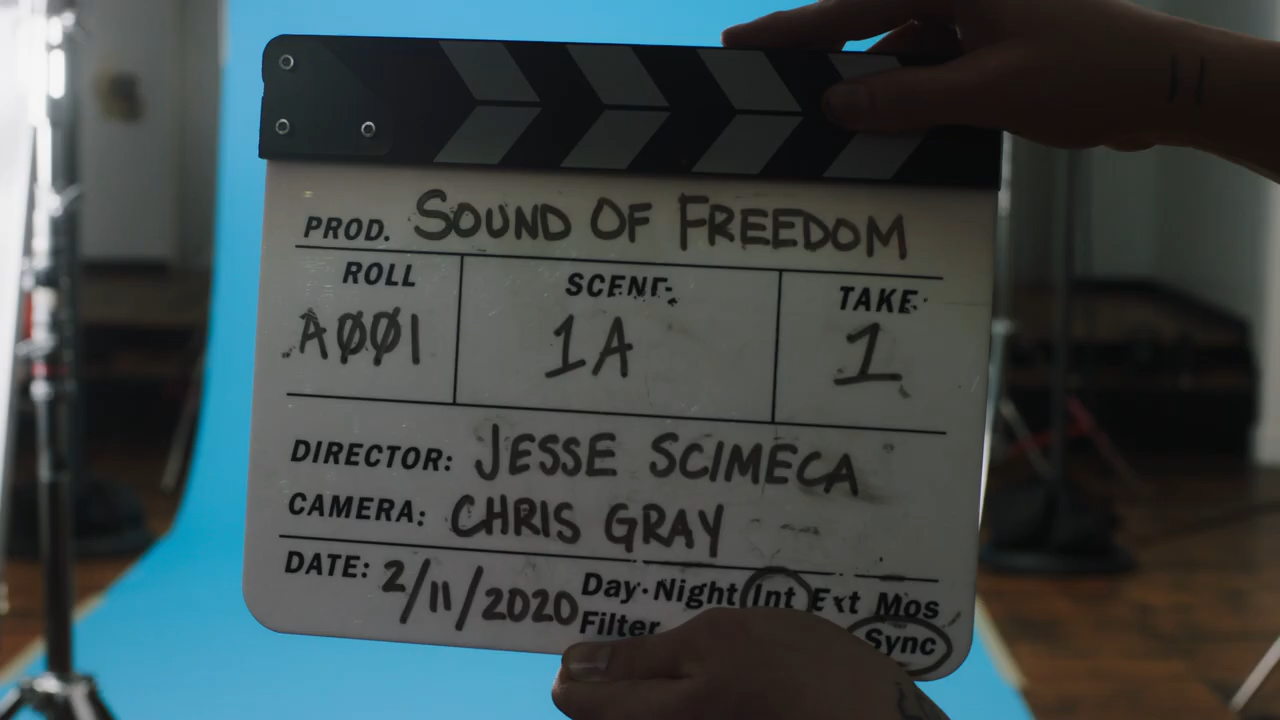 PROD. SOUND OF FREEDOM
ROLL SCENE TAKE
A001 1A 1
DIRECTOR: JESSE SCIMECA
CAMERA: CHRIS GRAY
DATE: 2/11/2020 Day·Night Int Ext Mos
Filter Sync